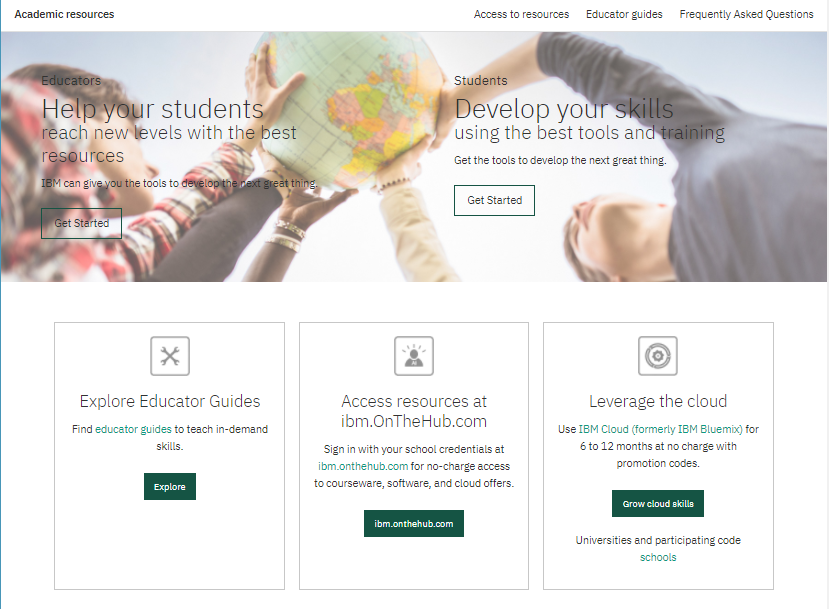 Academic resources
Access to resources
Educator guides
Frequently Asked Questions
Educators
Help your students
reach new levels with the best
resources
IBM can give you the tools to develop the next great thing.
Get Started
Students
Develop your skills
using the best tools and training
Get the tools to develop the next great thing.
Get Started
Explore Educator Guides
Find educator guides to teach in-demand
skills.
Explore
Access resources at
ibm.OnTheHub.com
Sign in with your school credentials at
ibm.onthehub.com for no-charge access
to courseware, software, and cloud offers.
ibm.onthehub.com
Leverage the cloud
Use IBM Cloud (formerly IBM Bluemix) for
6 to 12 months at no charge with
promotion codes.
Grow cloud skills
Universities and participating code
schools